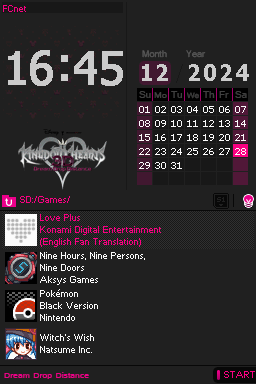 FCnet
16:45
Month Year
12 / 2024
Su Mo Tu We Th Fr Sa
01 02 03 04 05 06 07
08 09 10 11 12 13 14
15 16 17 18 19 20 21
22 23 24 25 26 27 28
29 30 31
KINGDOM HEARTS
Dream Drop Distance
SD:/Games/
Love Plus
Konami Digital Entertainment
(English Fan Translation)
Nine Hours, Nine Persons,
Nine Doors
Aksys Games
Pokémon
Black Version
Nintendo
Witch's Wish
Natsume Inc.
Dream Drop Distance
START